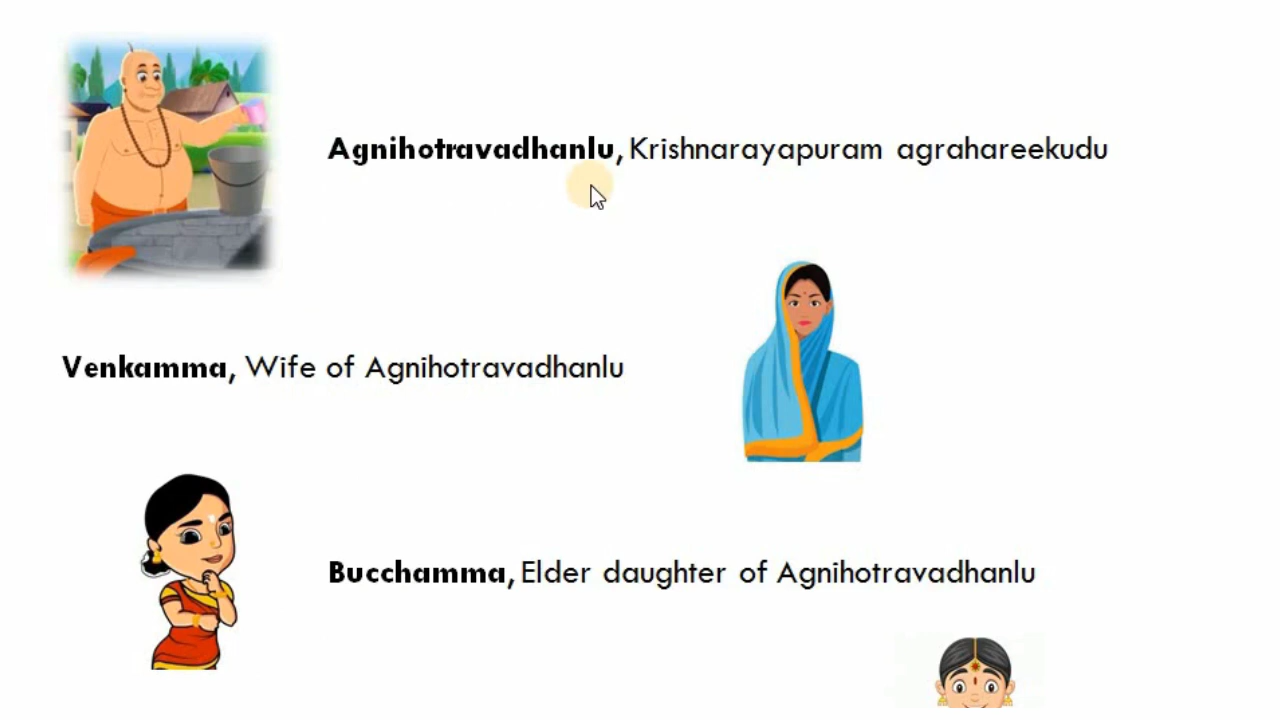 Agnihotravadhanlu, Krishnarayapuram agrahareekudu
Venkamma, Wife of Agnihotravadhanlu
Bucchamma, Elder daughter of Agnihotravadhanlu